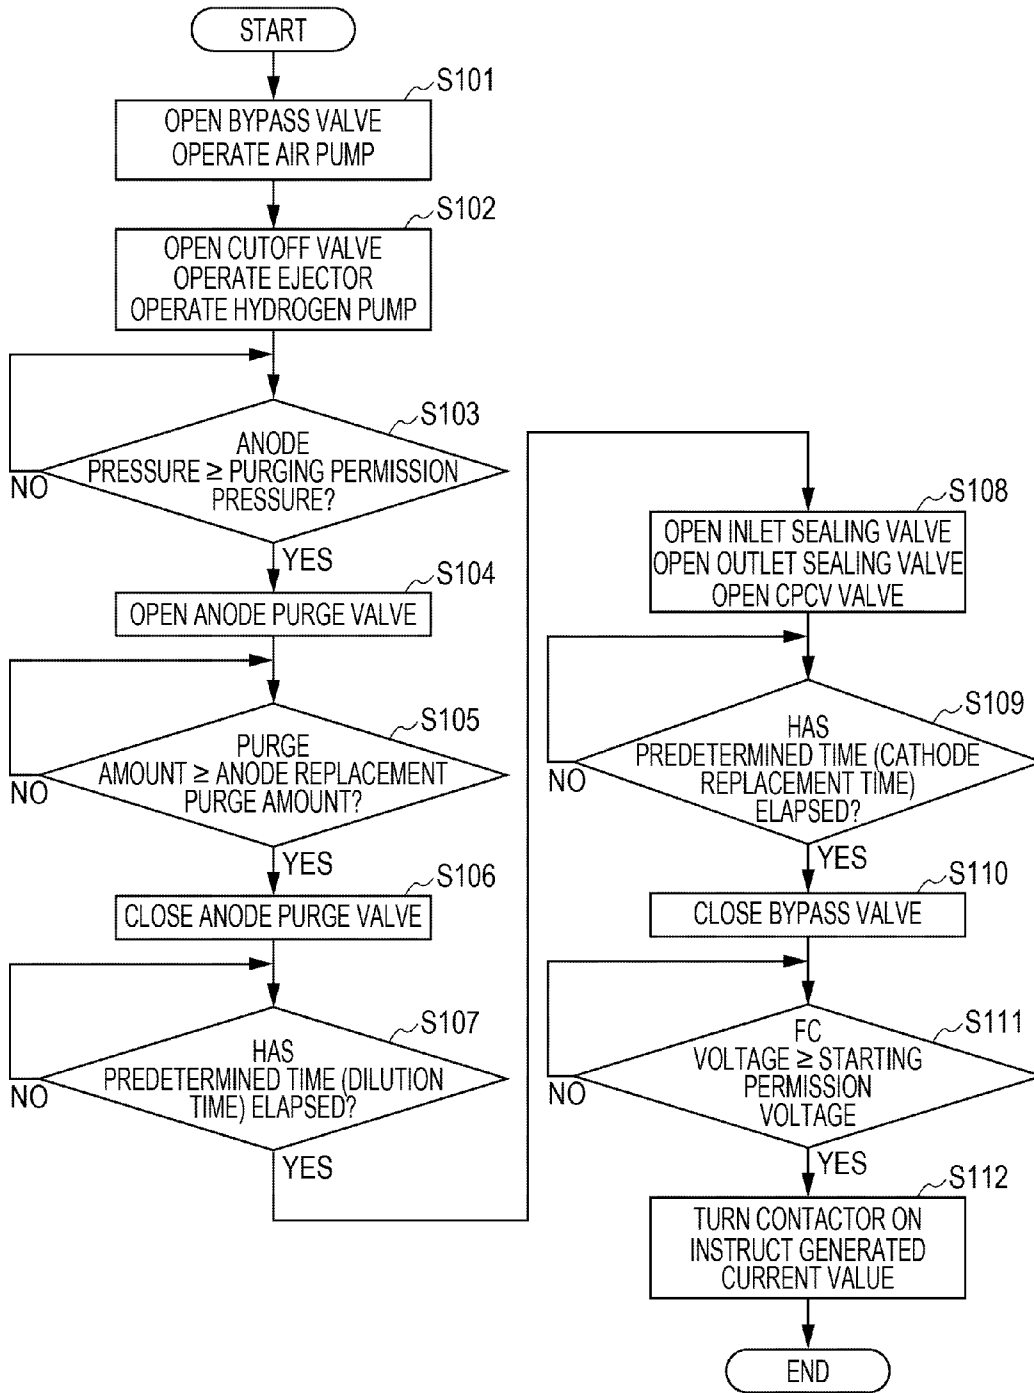 START
S101
OPEN BYPASS VALVE
OPERATE AIR PUMP
S102
OPEN CUTOFF VALVE
OPERATE EJECTOR
OPERATE HYDROGEN PUMP
S103
ANODE
PRESSURE ≥ PURGING PERMISSION
PRESSURE?
NO
YES
S104
OPEN ANODE PURGE VALVE
S105
PURGE
AMOUNT ≥ ANODE REPLACEMENT
PURGE AMOUNT?
NO
YES
S106
CLOSE ANODE PURGE VALVE
S107
HAS
PREDETERMINED TIME (DILUTION
TIME) ELAPSED?
NO
YES
S108
OPEN INLET SEALING VALVE
OPEN OUTLET SEALING VALVE
OPEN CPCV VALVE
S109
HAS
PREDETERMINED TIME (CATHODE
REPLACEMENT TIME)
ELAPSED?
NO
YES
S110
CLOSE BYPASS VALVE
S111
FC
VOLTAGE ≥ STARTING
PERMISSION
VOLTAGE
NO
YES
S112
TURN CONTACTOR ON
INSTRUCT GENERATED
CURRENT VALUE
END